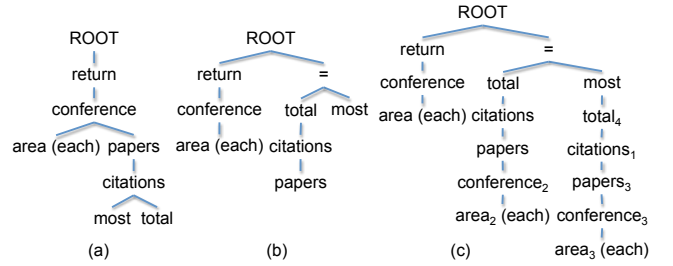 ROOT
return
conference
area (each) papers
citations
most total
(a)
ROOT
return =
conference total most
area (each) citations
papers
(b)
ROOT
return =
conference total most
area (each) citations total₄
papers citations₁
conference₂ papers₃
area₂ (each) conference₃
area₃ (each)
(c)